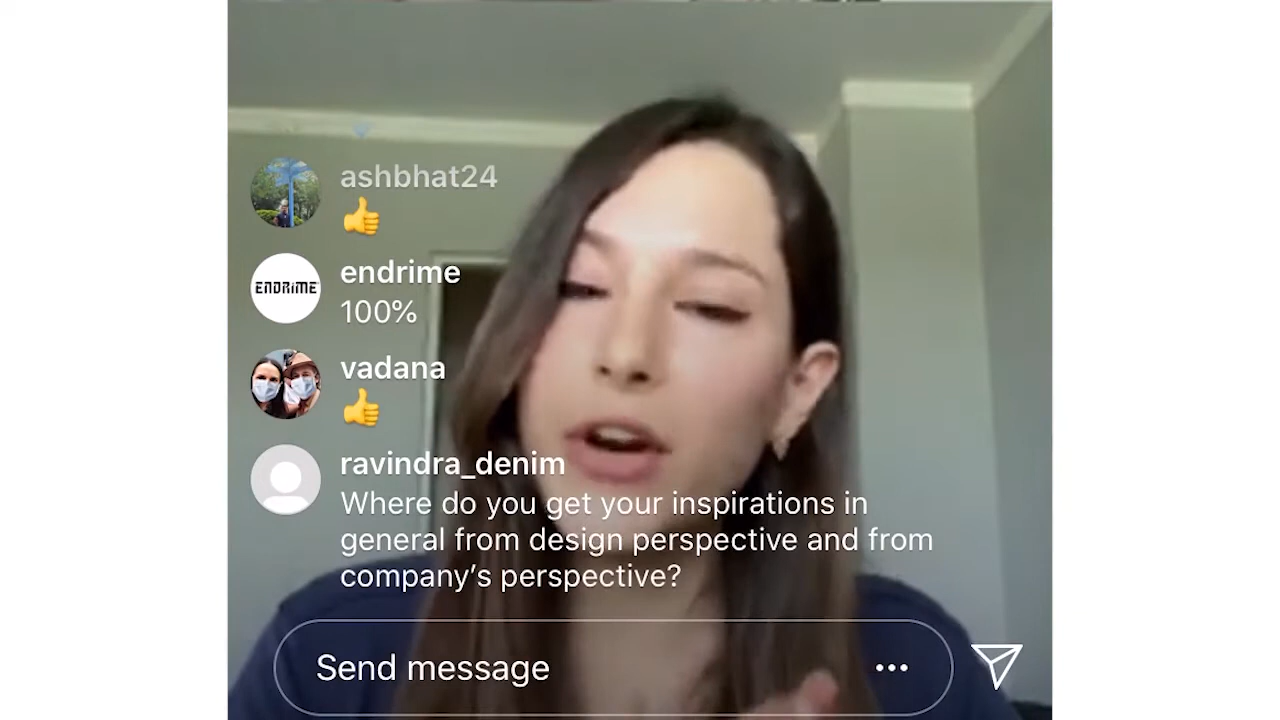 ashbhat24
👍
ENDRIME
endrime
100%
vadana
👍
ravindra_denim
Where do you get your inspirations in
general from design perspective and from
company’s perspective?
Send message